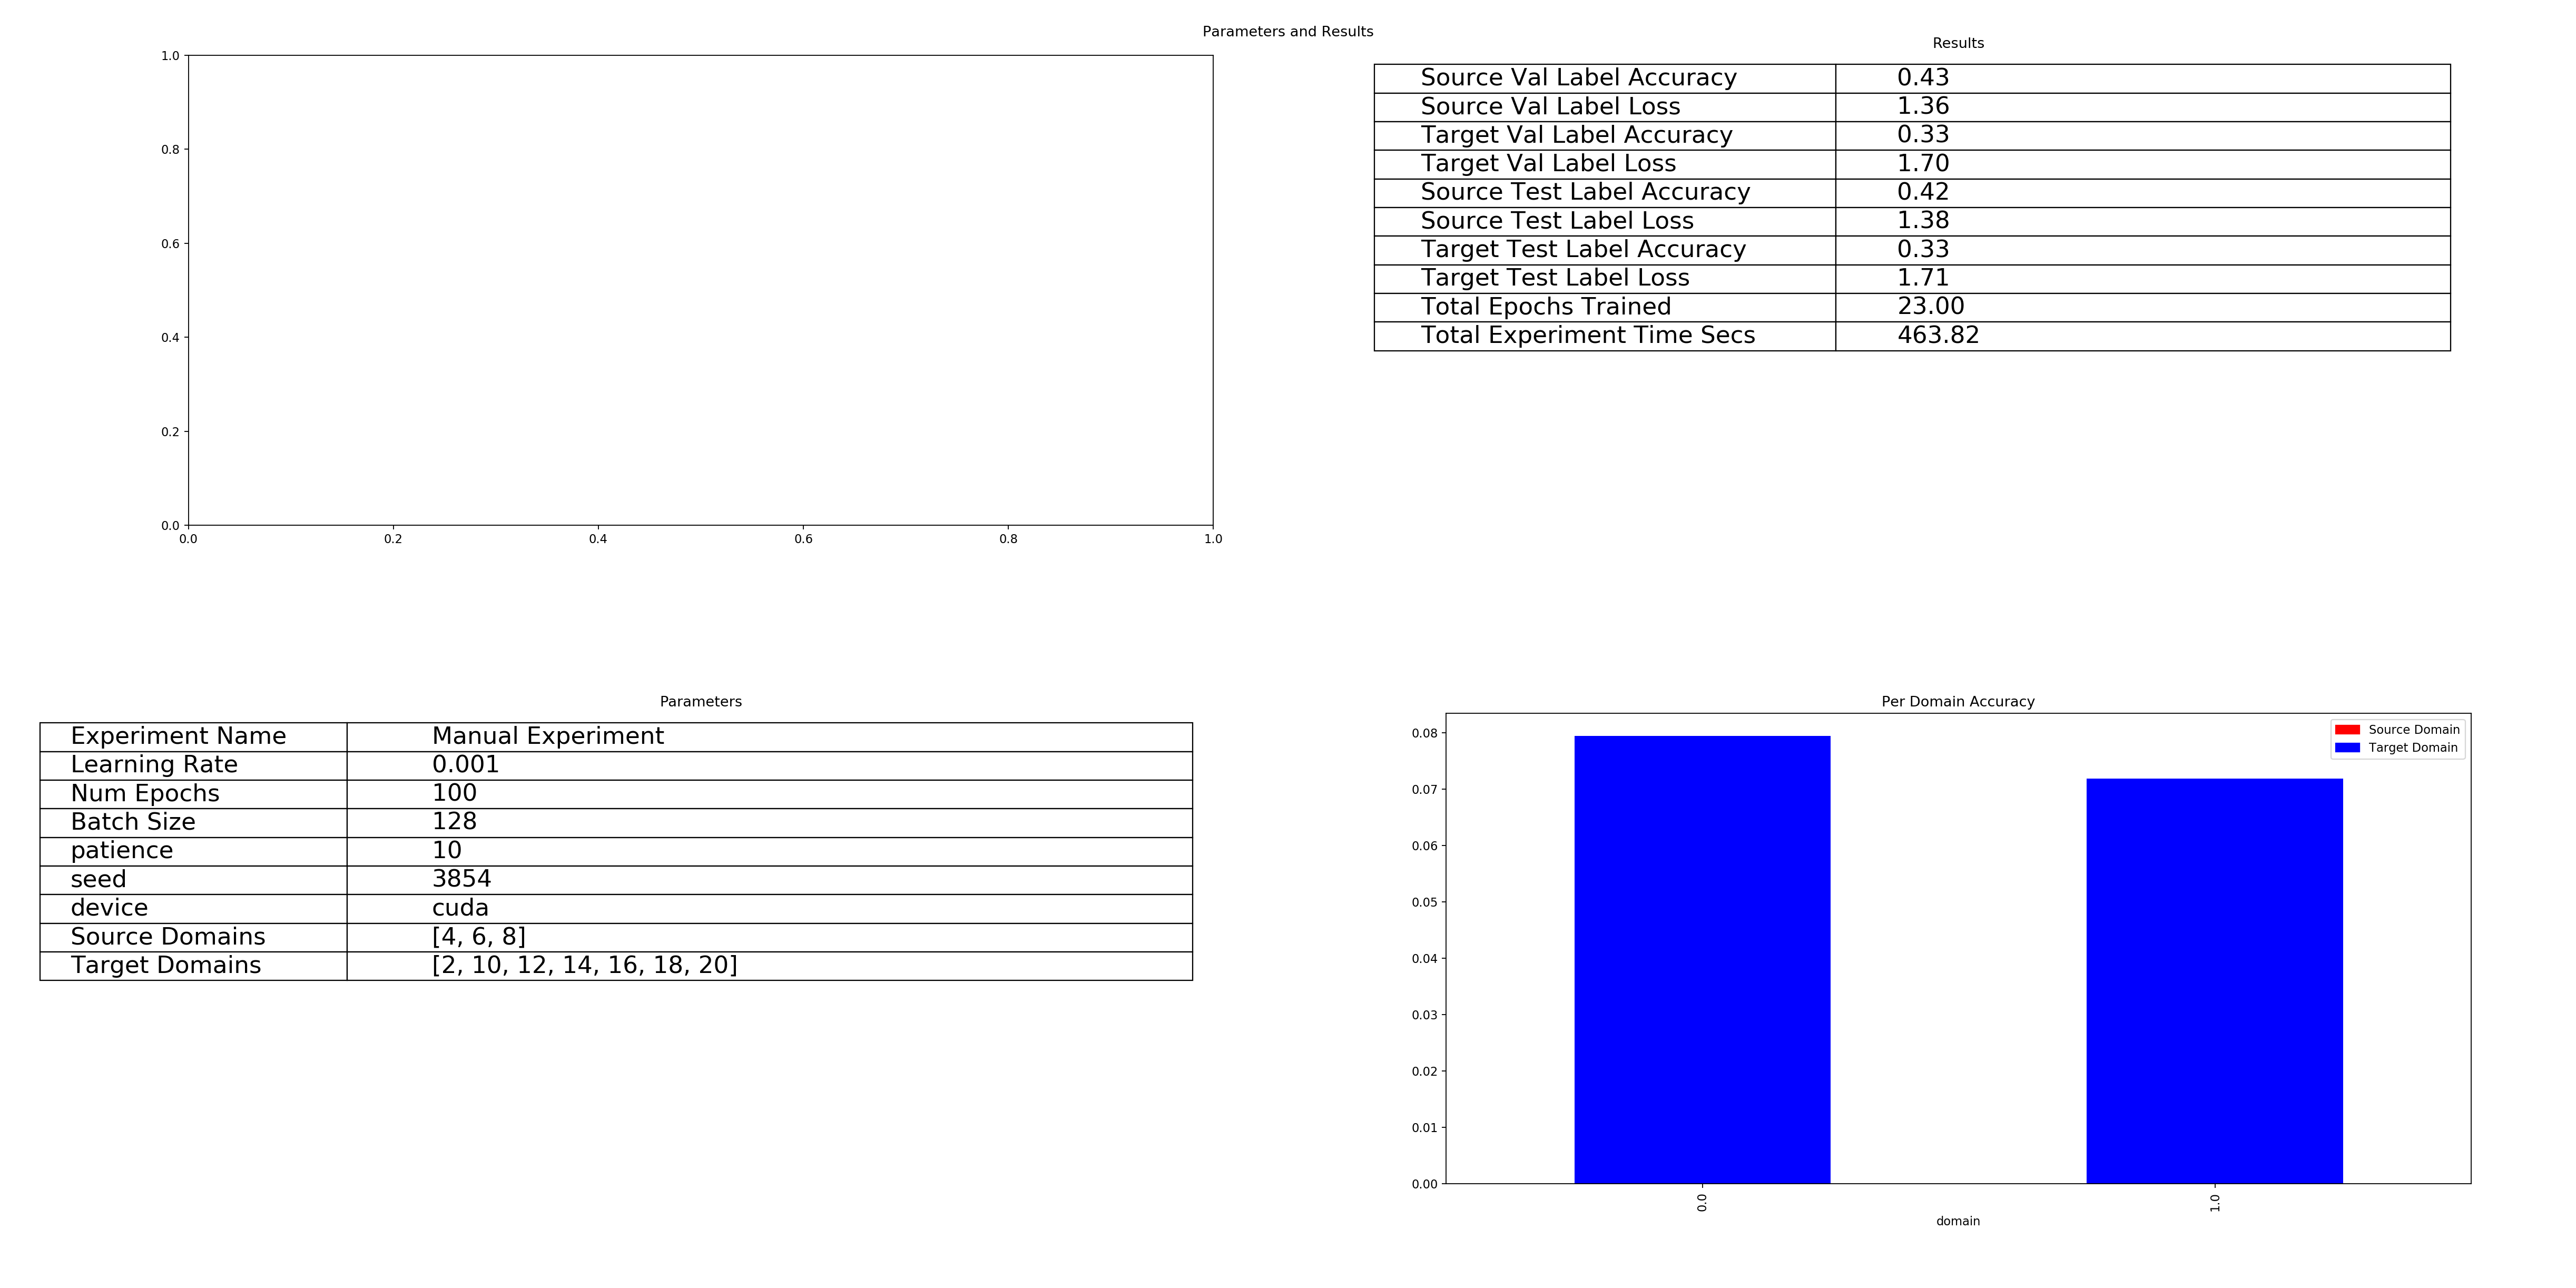 Parameters and Results
1.0
0.8
0.6
0.4
0.2
0.0
0.0 0.2 0.4 0.6 0.8 1.0
Results
Source Val Label Accuracy 0.43
Source Val Label Loss 1.36
Target Val Label Accuracy 0.33
Target Val Label Loss 1.70
Source Test Label Accuracy 0.42
Source Test Label Loss 1.38
Target Test Label Accuracy 0.33
Target Test Label Loss 1.71
Total Epochs Trained 23.00
Total Experiment Time Secs 463.82
Parameters
Experiment Name Manual Experiment
Learning Rate 0.001
Num Epochs 100
Batch Size 128
patience 10
seed 3854
device cuda
Source Domains [4, 6, 8]
Target Domains [2, 10, 12, 14, 16, 18, 20]
Per Domain Accuracy
Source Domain
Target Domain
0.08
0.07
0.06
0.05
0.04
0.03
0.02
0.01
0.00
0.0 1.0
domain